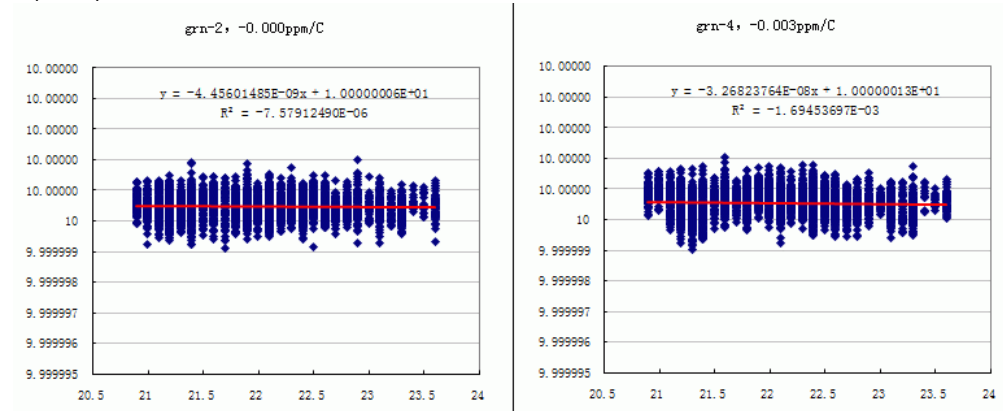 grn-2, -0.000ppm/C
y = -4.45601485E-09x + 1.00000006E+01
R² = -7.57912490E-06
10.00000
10.00000
10.00000
10.00000
10.00000
10
9.999999
9.999998
9.999997
9.999996
9.999995
20.5 21 21.5 22 22.5 23 23.5 24
grn-4, -0.003ppm/C
y = -3.26823764E-08x + 1.00000013E+01
R² = -1.69453697E-03
10.00000
10.00000
10.00000
10.00000
10.00000
10
9.999999
9.999998
9.999997
9.999996
9.999995
20.5 21 21.5 22 22.5 23 23.5 24